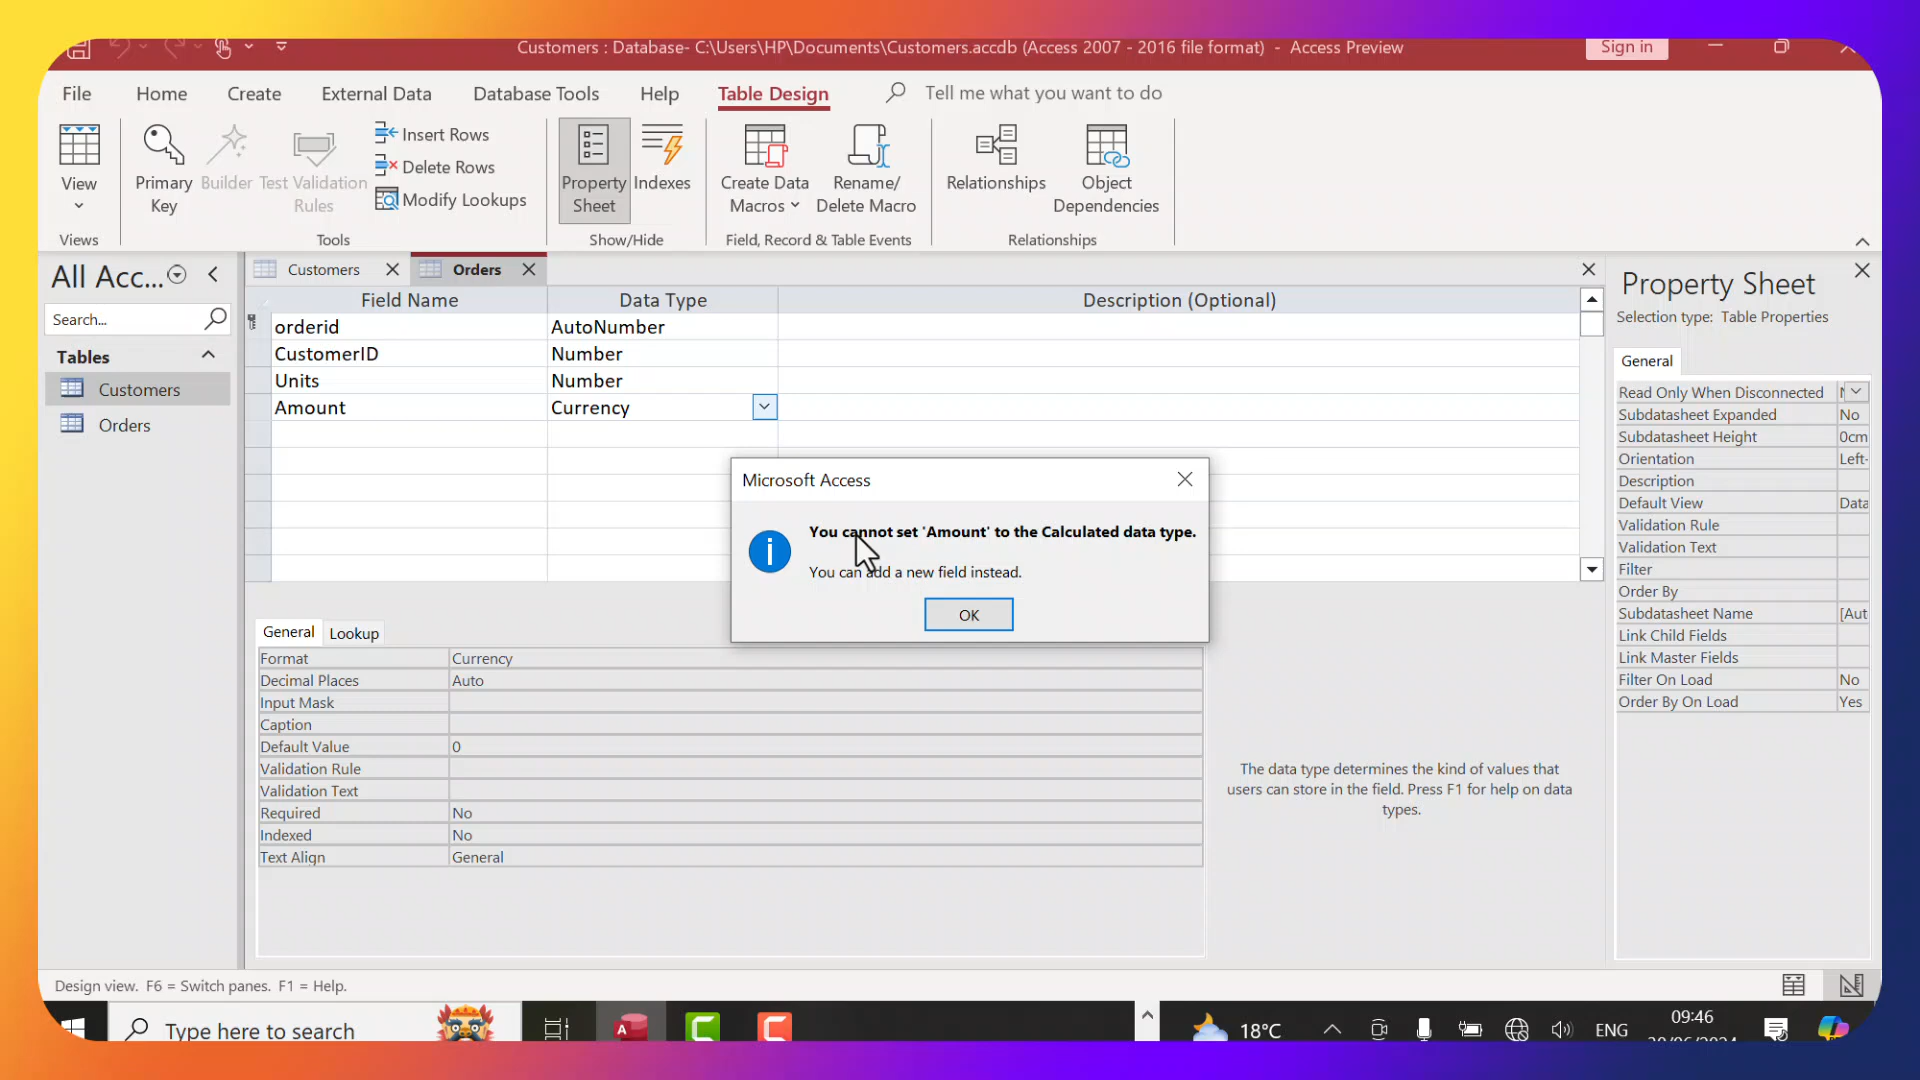 Customers : Database- C:\Users\HP\Documents\Customers.accdb (Access 2007 - 2016 file format) - Access Preview
Sign in
File
Home
Create
External Data
Database Tools
Help
Table Design
Tell me what you want to do
View
Primary
Key
Builder
Test Validation
Rules
Insert Rows
Delete Rows
Modify Lookups
Property
Sheet
Indexes
Create Data
Macros
Rename/
Delete Macro
Relationships
Object
Dependencies
Views
Tools
Show/Hide
Field, Record & Table Events
Relationships
All Acc...
Search...
Tables
Customers
Orders
Customers
Orders
Field Name
Data Type
Description (Optional)
orderid
AutoNumber
CustomerID
Number
Units
Number
Amount
Currency
Microsoft Access
You cannot set 'Amount' to the Calculated data type.
You can add a new field instead.
OK
General
Lookup
Format
Currency
Decimal Places
Auto
Input Mask
Caption
Default Value
0
Validation Rule
Validation Text
Required
No
Indexed
No
Text Align
General
The data type determines the kind of values that
users can store in the field. Press F1 for help on data
types.
Property Sheet
Selection type: Table Properties
General
Read Only When Disconnected
Subdatasheet Expanded
No
Subdatasheet Height
0cm
Orientation
Left-
Description
Default View
Data
Validation Rule
Validation Text
Filter
Order By
Subdatasheet Name
[Aut
Link Child Fields
Link Master Fields
Filter On Load
No
Order By On Load
Yes
Design view. F6 = Switch panes. F1 = Help.
Type here to search
18°C
ENG
09:46